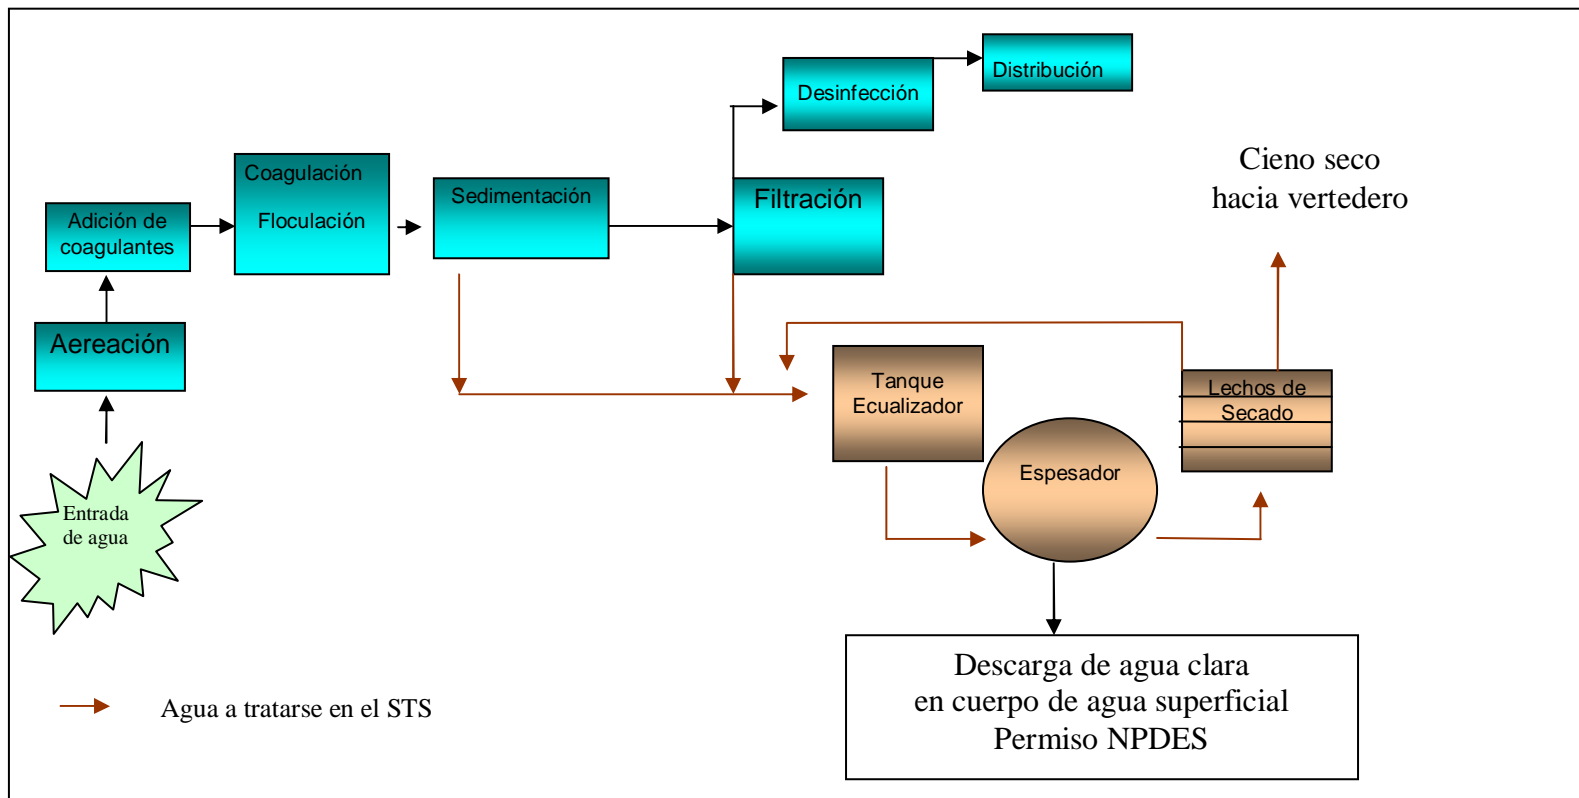 Distribución
Desinfección
Cieno seco
hacia vertedero
Coagulación
Floculación
Sedimentación
Filtración
Adición de
coagulantes
Aereación
Tanque
Ecualizador
Lechos de
Secado
Espesador
Entrada
de agua
Descarga de agua clara
en cuerpo de agua superficial
Permiso NPDES
Agua a tratarse en el STS